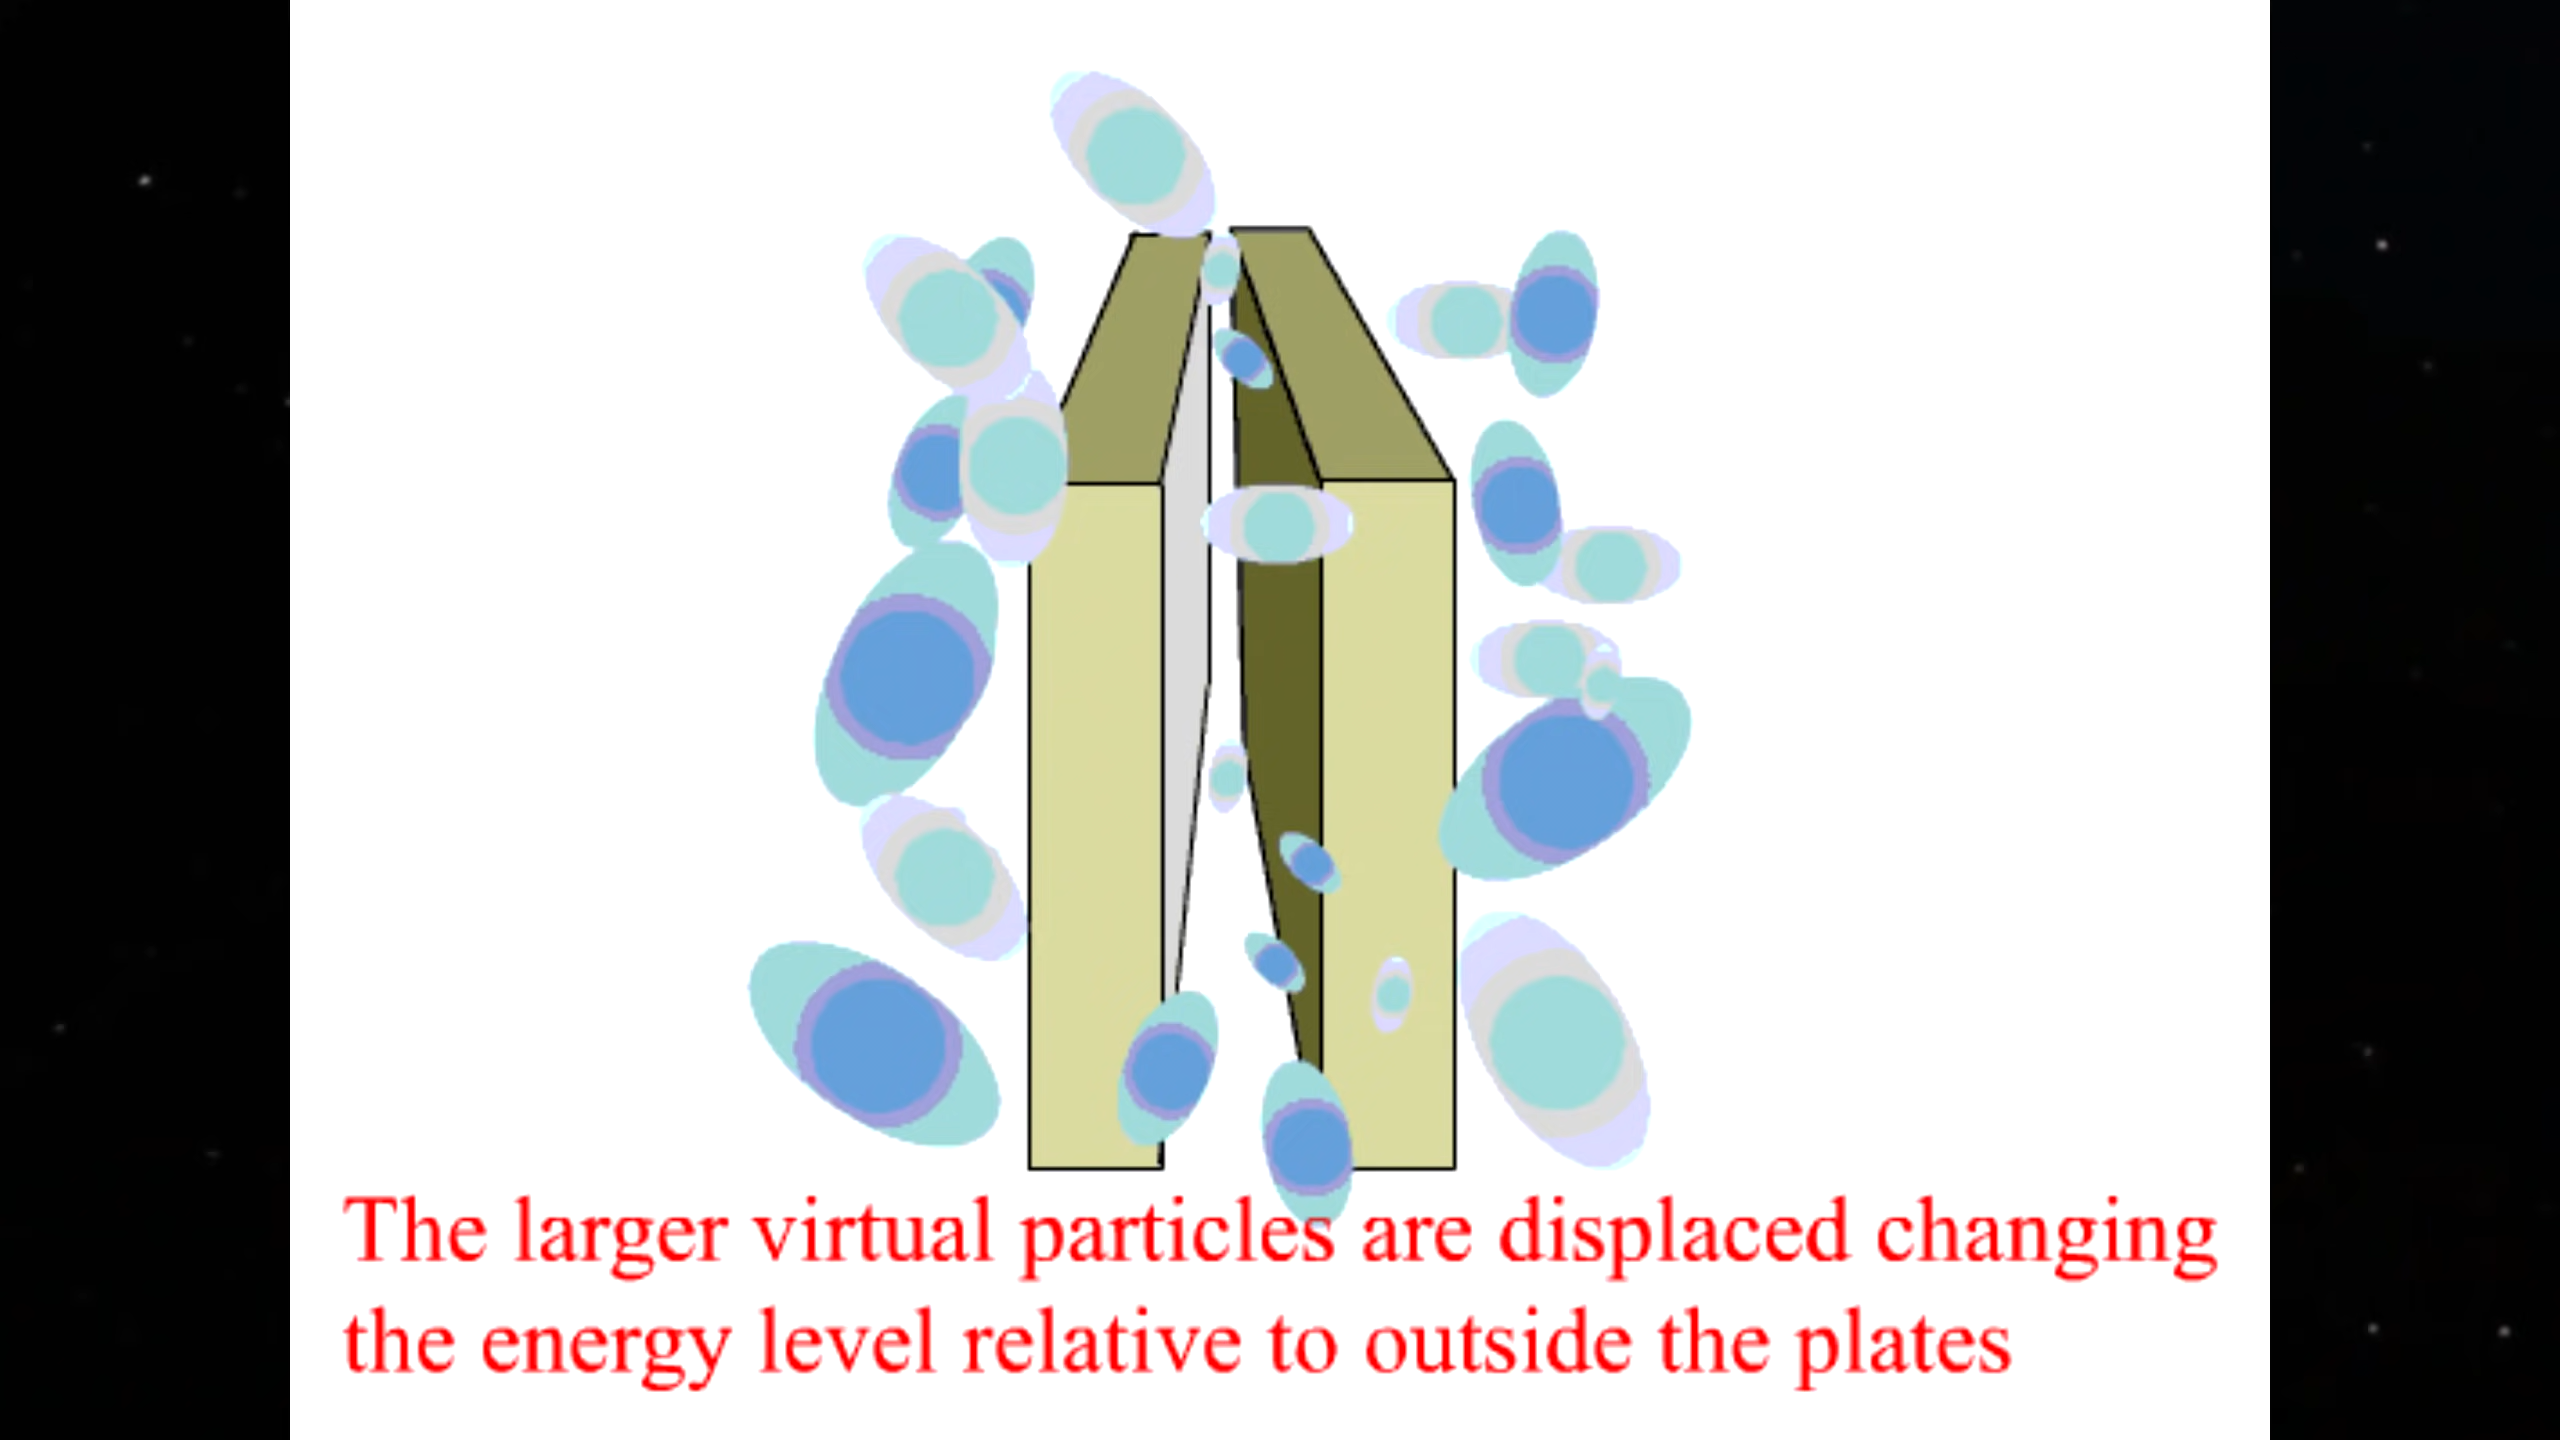 The larger virtual particles are displaced changing
the energy level relative to outside the plates